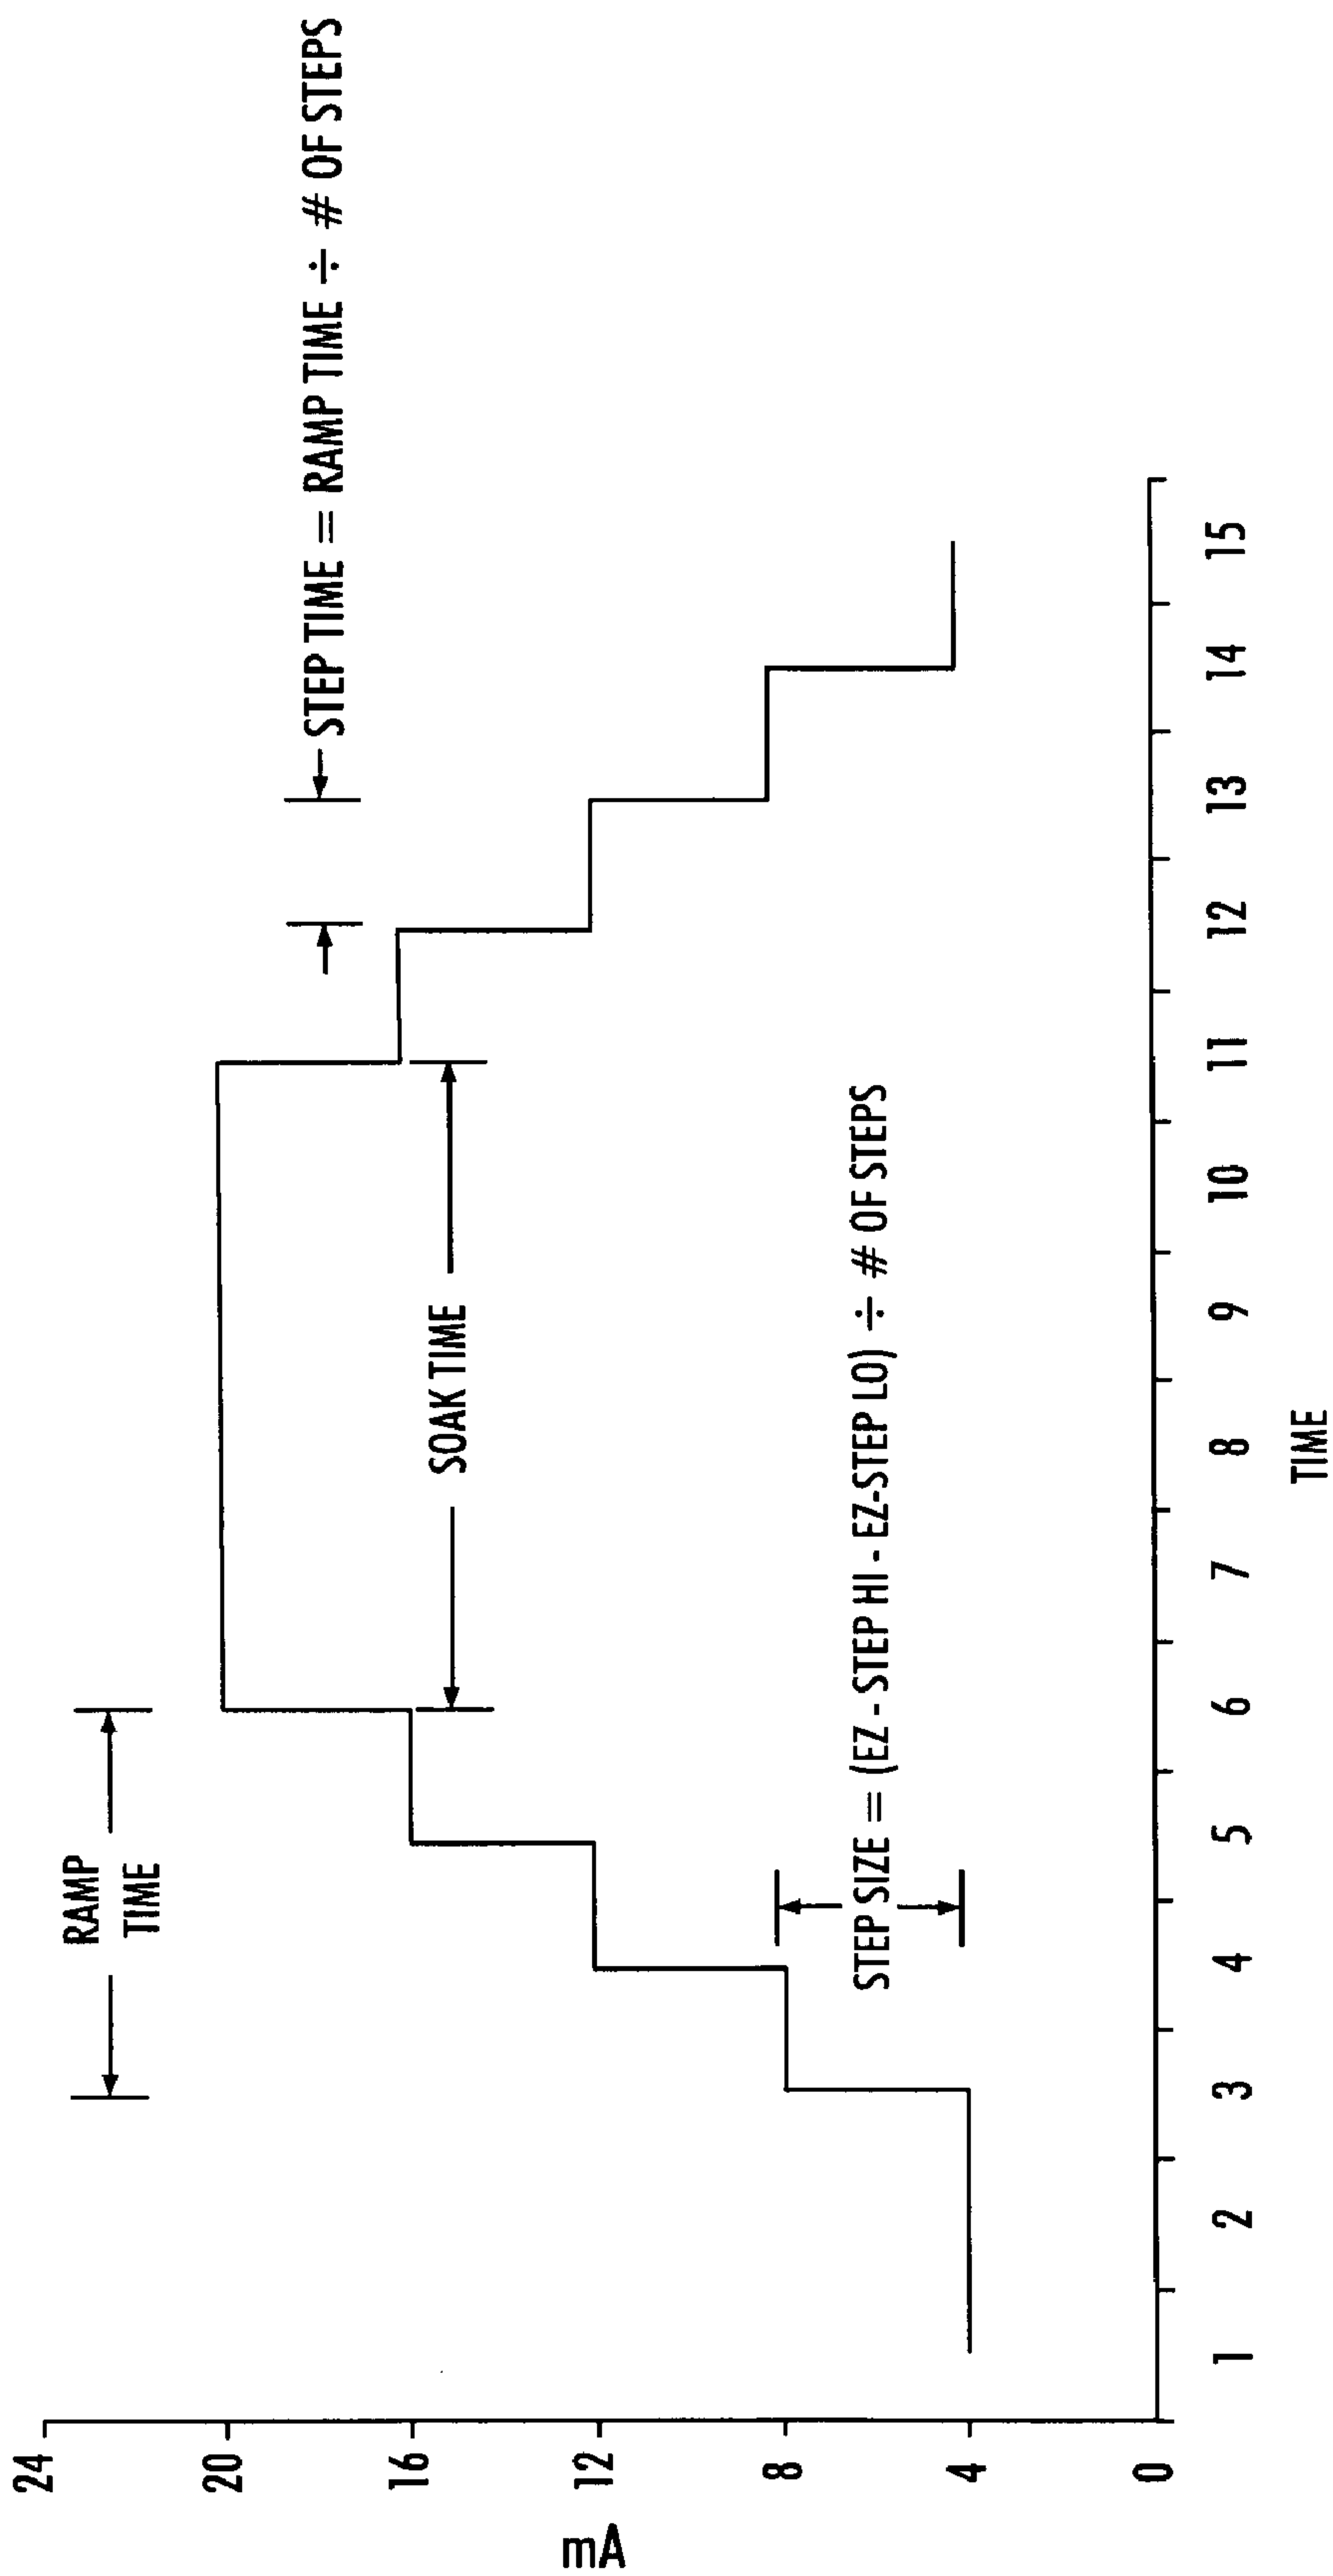 RAMP
TIME
STEP TIME = RAMP TIME ÷ # OF STEPS
SOAK TIME
STEP SIZE = (EZ - STEP HI - EZ-STEP LO) ÷ # OF STEPS
mA
24
20
16
12
8
4
0
1 2 3 4 5 6 7 8 9 10 11 12 13 14 15
TIME